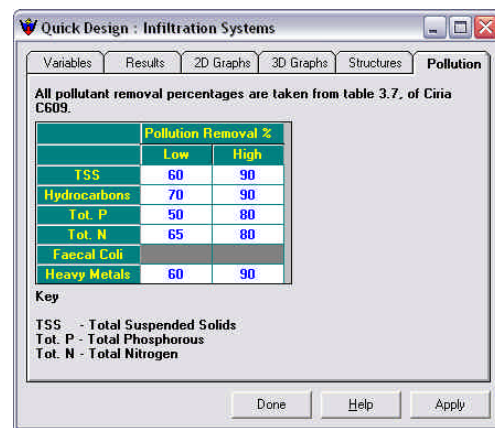 Quick Design : Infiltration Systems
Variables Results 2D Graphs 3D Graphs Structures Pollution
All pollutant removal percentages are taken from table 3.7, of Ciria
C609.
Pollution Removal %
Low High
TSS 60 90
Hydrocarbons 70 90
Tot. P 50 80
Tot. N 65 80
Faecal Coli
Heavy Metals 60 90
Key
TSS - Total Suspended Solids
Tot. P - Total Phosphorous
Tot. N - Total Nitrogen
Done Help Apply